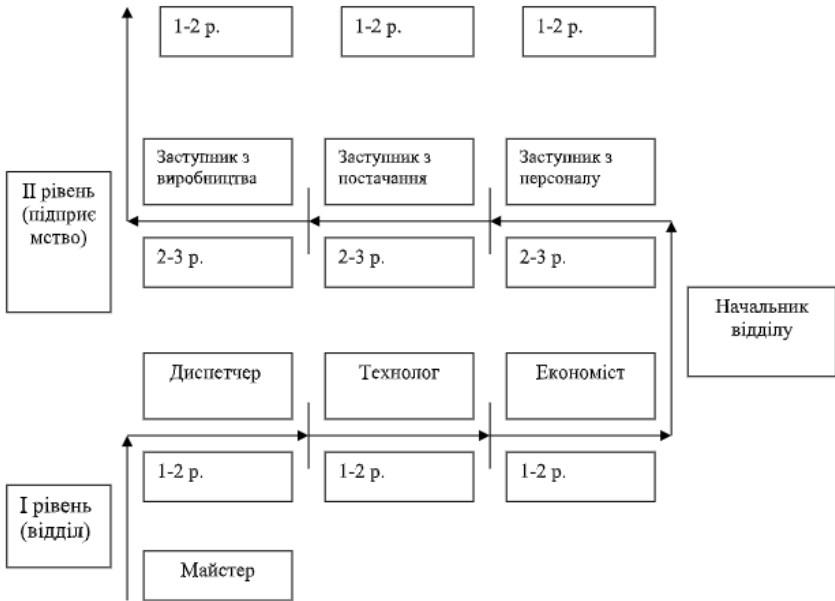 1-2 р.
1-2 р.
1-2 р.
Заступник з
виробництва
Заступник з
постачання
Заступник з
персоналу
ІІ рівень
(підприє
мство)
2-3 р.
2-3 р.
2-3 р.
Начальник
відділу
Диспетчер
Технолог
Економіст
1-2 р.
1-2 р.
1-2 р.
І рівень
(відділ)
Майстер